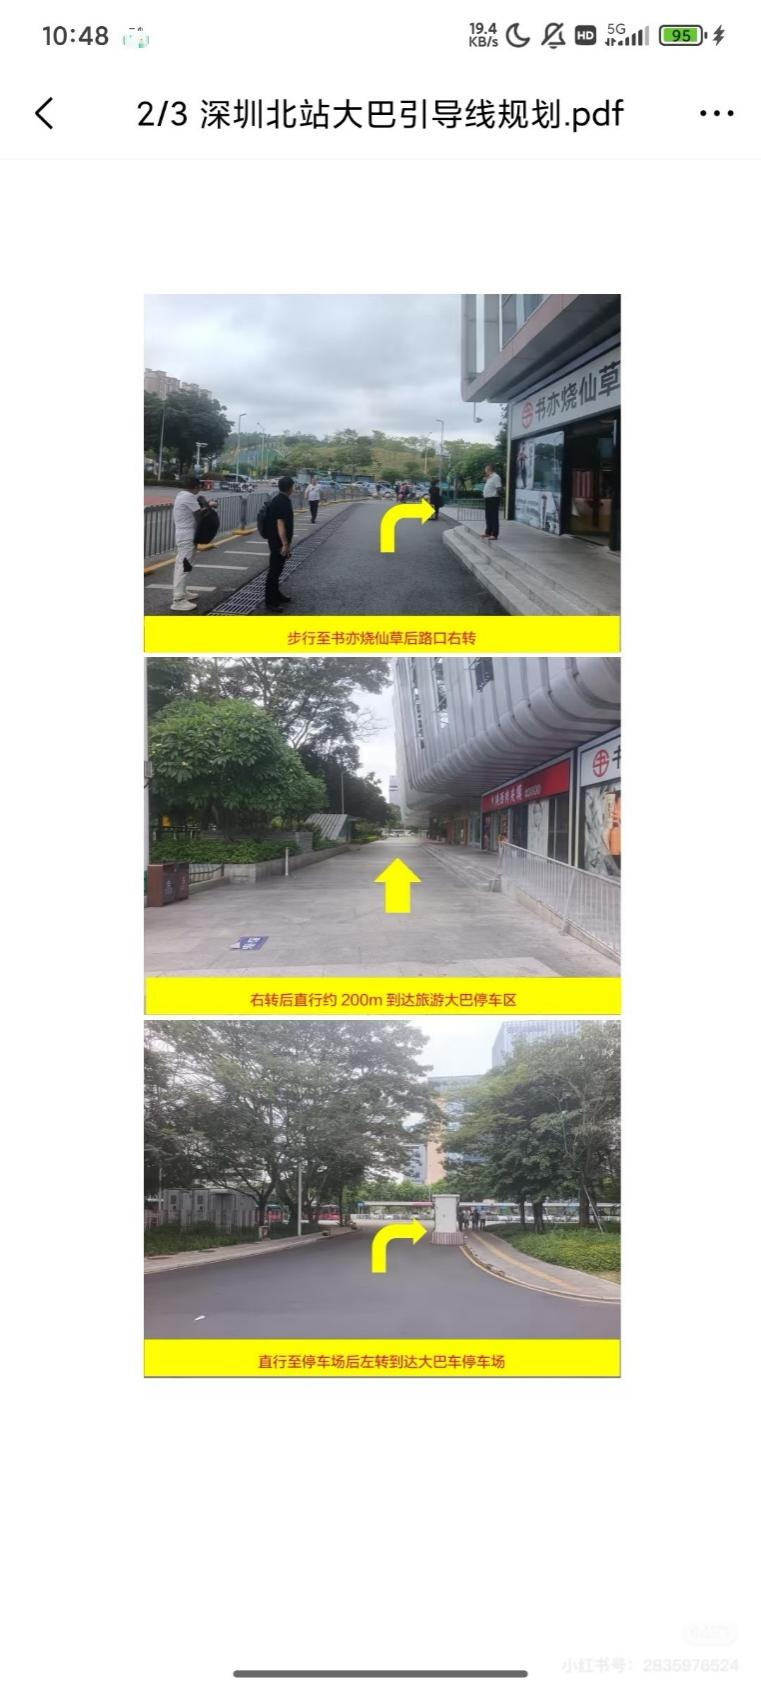 10:48
19.4
KB/s
HD
5G
95
2/3 深圳北站大巴引导线规划.pdf
书亦烧仙草
步行至书亦烧仙草后路口右转
书
右转后直行约 200m 到达旅游大巴停车区
直行至停车场后左转到达大巴车停车场
小红书号：2835976524